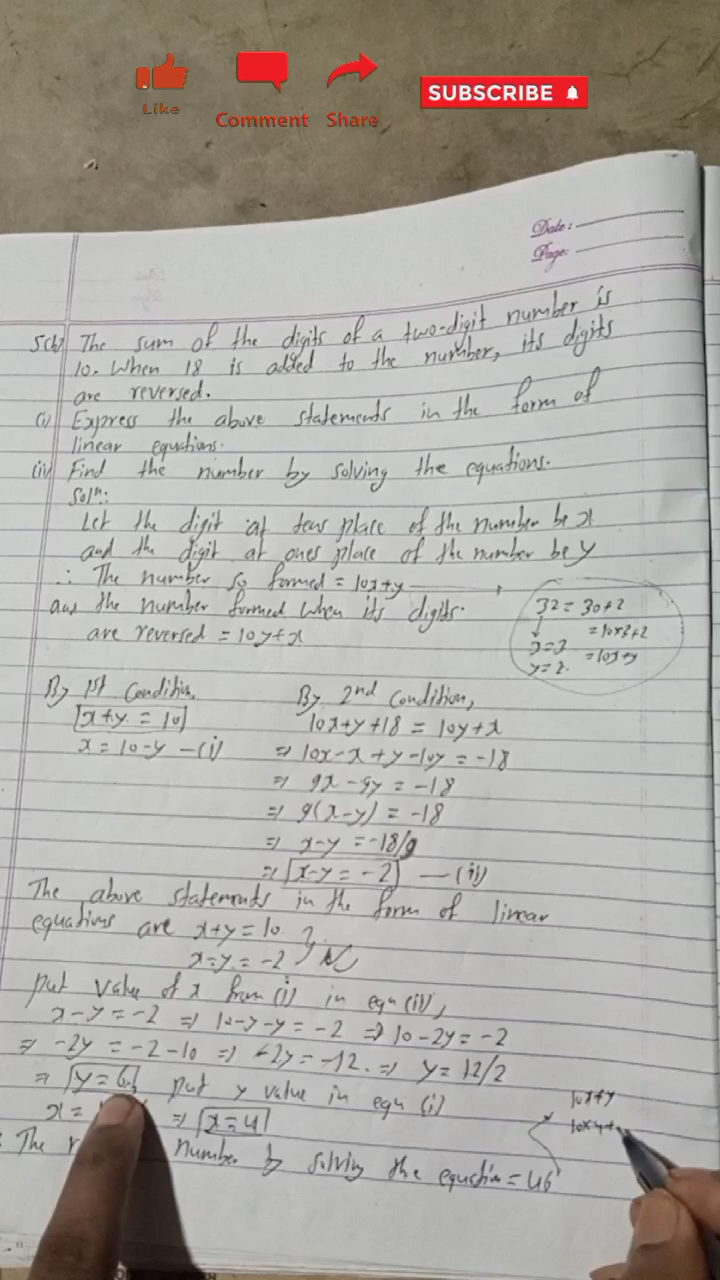 Like
Comment Share
SUBSCRIBE
Date:
Page:
5(b) The sum of the digits of a two-digit number is
10. When 18 is added to the number, its digits
are reversed.
(i) Express the above statements in the form of
linear equations.
(ii) Find the number by solving the equations.
Solⁿ:
Let the digit at tens place of the number be x
and the digit at ones place of the number be y
∴ The number so formed = 10x+y
and the number formed when its digits
are reversed = 10y+x
32 = 30+2
= 10×3+2
x=3 = 10x+y
y=2.
By 1st Condition,
x+y = 10
x = 10-y —(i)
By 2nd Condition,
10x+y+18 = 10y+x
⇒ 10x-x+y-10y = -18
⇒ 9x-9y = -18
⇒ 9(x-y) = -18
⇒ x-y = -18/9
⇒ x-y = -2 —(ii)
The above statements in the form of linear
equations are x+y = 10
x-y = -2
Put value of x from (i) in eqn (ii),
x-y = -2 ⇒ 10-y-y = -2 ⇒ 10-2y = -2
⇒ -2y = -2-10 ⇒ -2y = -12. ⇒ y = 12/2
⇒ y = 6 put y value in eqn (i)
x = ⇒ x = 4
: The number by solving the equation = 46
10x+y
10×4+